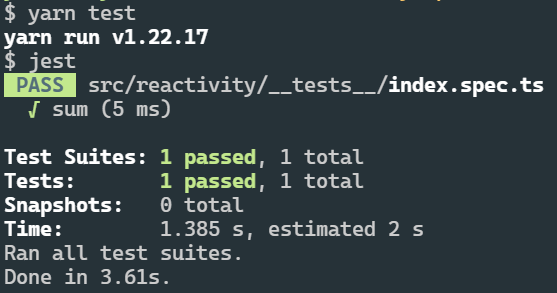 $ yarn test
yarn run v1.22.17
$ jest
PASS src/reactivity/__tests__/index.spec.ts
√ sum (5 ms)
Test Suites: 1 passed, 1 total
Tests: 1 passed, 1 total
Snapshots: 0 total
Time: 1.385 s, estimated 2 s
Ran all test suites.
Done in 3.61s.